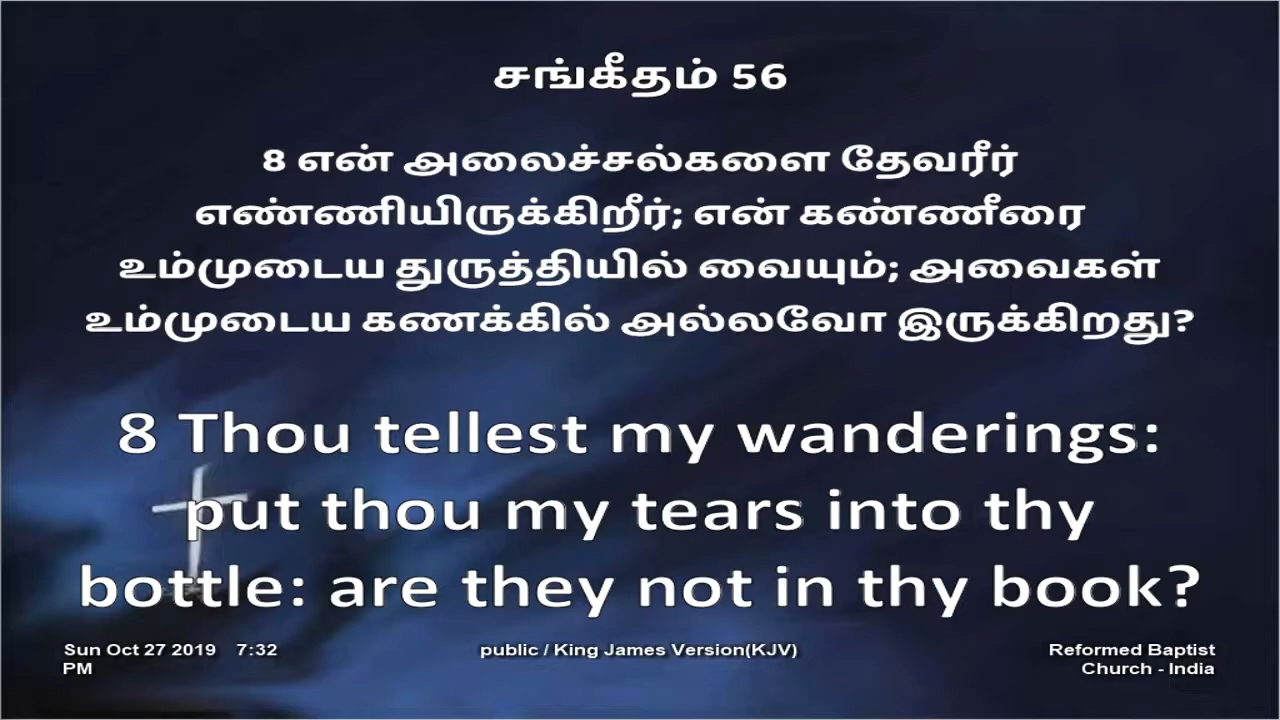 சங்கீதம் 56
8 என் அலைச்சல்களை தேவரீர்
எண்ணியிருக்கிறீர்; என் கண்ணீரை
உம்முடைய துருத்தியில் வையும்; அவைகள்
உம்முடைய கணக்கில் அல்லவோ இருக்கிறது?
8 Thou tellest my wanderings:
put thou my tears into thy
bottle: are they not in thy book?
Sun Oct 27 2019 7:32
PM
public / King James Version(KJV)
Reformed Baptist
Church - India